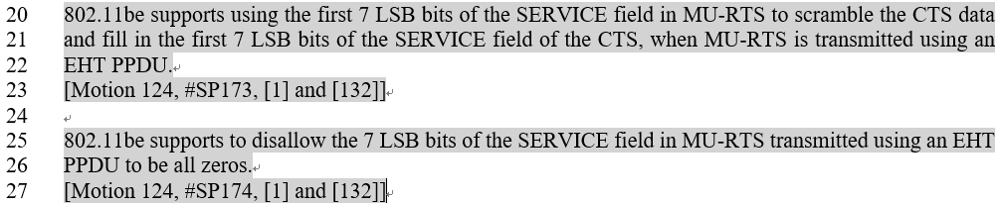 20 802.11be supports using the first 7 LSB bits of the SERVICE field in MU-RTS to scramble the CTS data
21 and fill in the first 7 LSB bits of the SERVICE field of the CTS, when MU-RTS is transmitted using an
22 EHT PPDU.
23 [Motion 124, #SP173, [1] and [132]]
24
25 802.11be supports to disallow the 7 LSB bits of the SERVICE field in MU-RTS transmitted using an EHT
26 PPDU to be all zeros.
27 [Motion 124, #SP174, [1] and [132]]